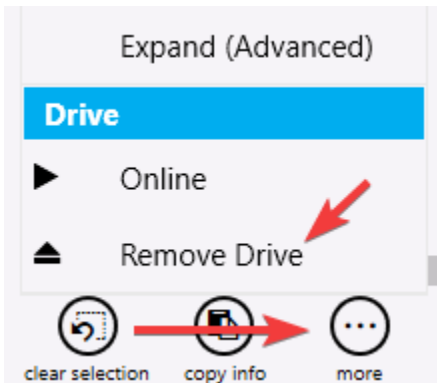 Expand (Advanced)
Drive
Online
Remove Drive
clear selection copy info more